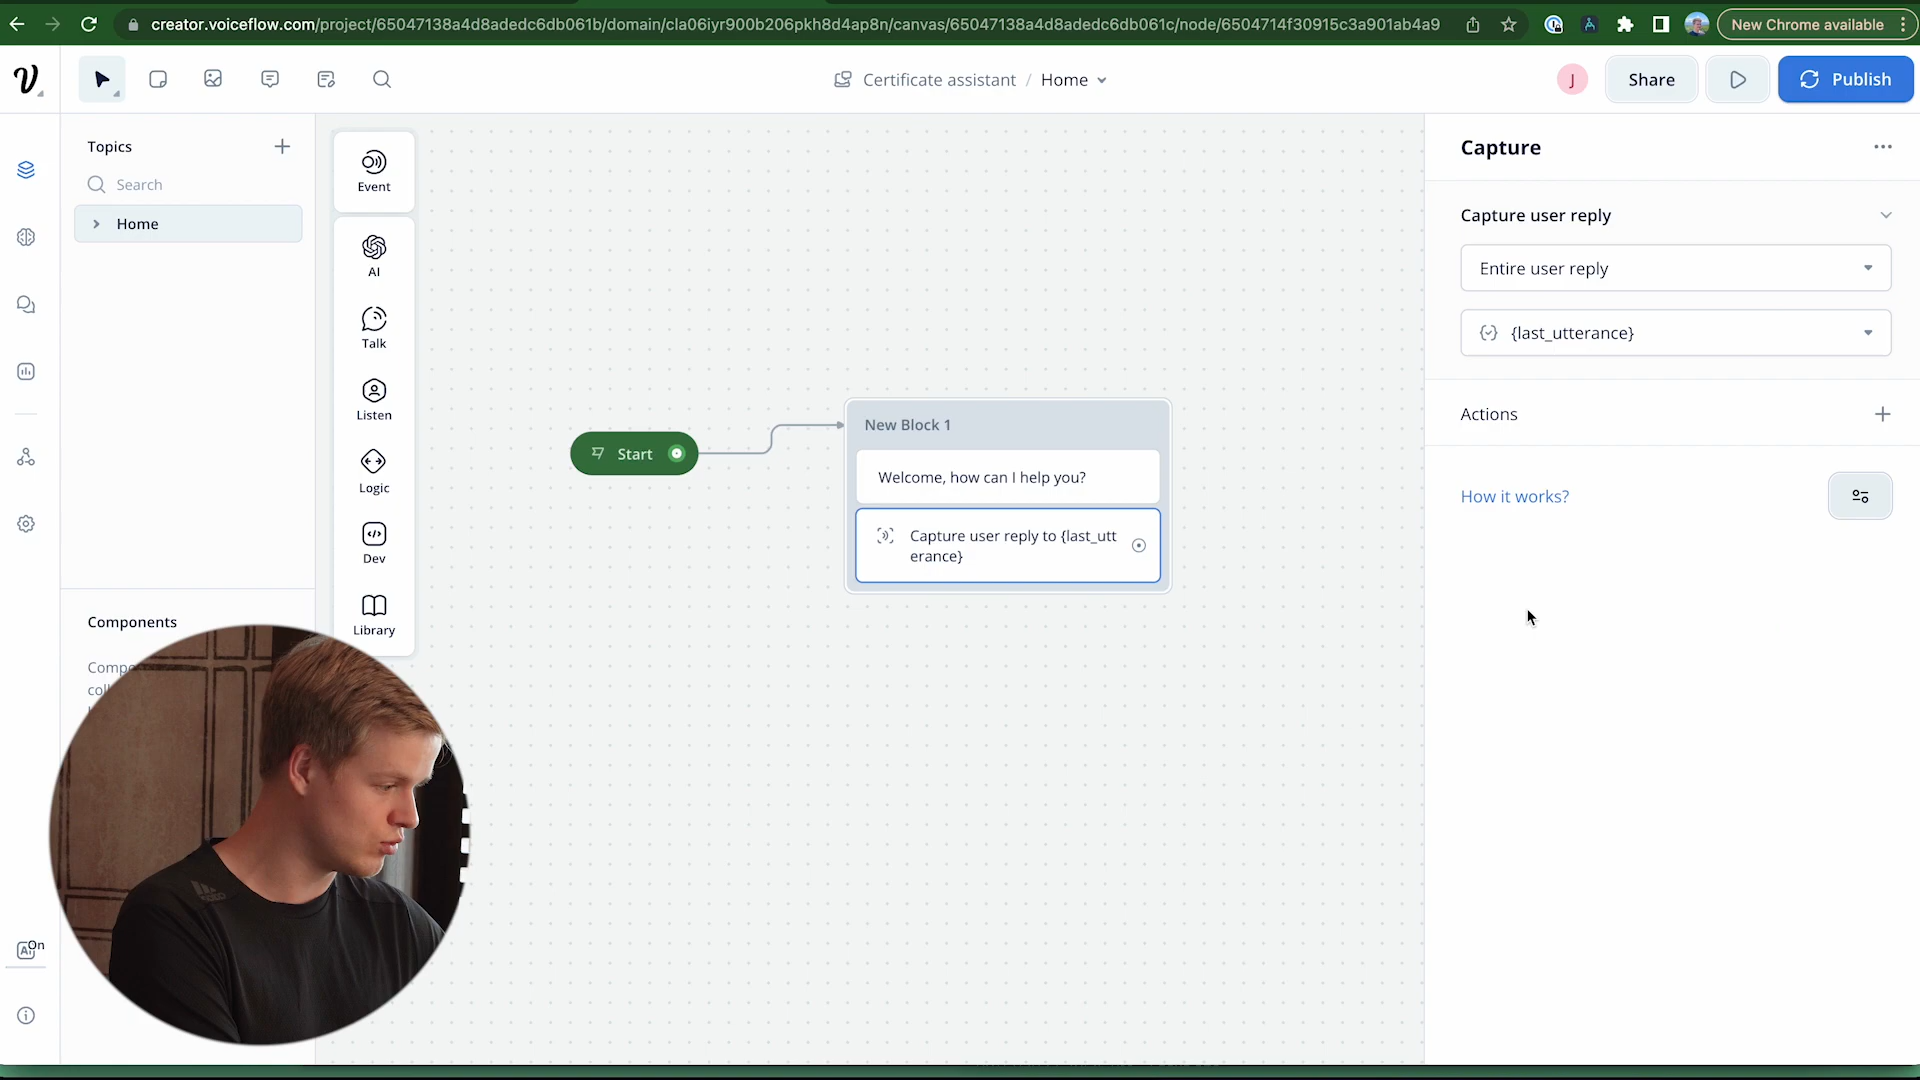 creator.voiceflow.com/project/65047138a4d8adedc6db061b/domain/cla06iyr900b206pkh8d4ap8n/canvas/65047138a4d8adedc6db061c/node/6504714f30915c3a901ab4a9
New Chrome available
Certificate assistant / Home
J
Share
Publish
Topics
Search
Home
Event
AI
Talk
Listen
Logic
Dev
Library
Start
New Block 1
Welcome, how can I help you?
Capture user reply to {last_utt
erance}
Capture
Capture user reply
Entire user reply
{last_utterance}
Actions
How it works?
Components
AI On